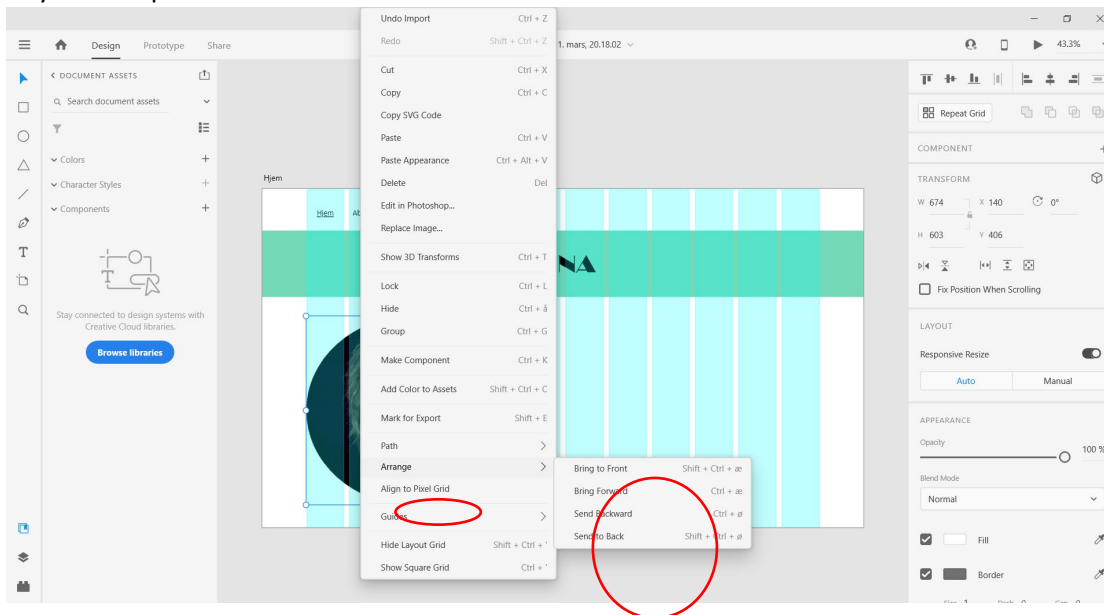 Undo Import Ctrl + Z
Redo Shift + Ctrl + Z
Design Prototype Share
1. mars, 20.18.02
43.3%
DOCUMENT ASSETS
Search document assets
Colors
Character Styles
Components
Stay connected to design systems with
Creative Cloud libraries.
Browse libraries
Hjem
Hjem
NA
Cut Ctrl + X
Copy Ctrl + C
Copy SVG Code
Paste Ctrl + V
Paste Appearance Ctrl + Alt + V
Delete Del
Edit in Photoshop...
Replace Image...
Show 3D Transforms Ctrl + T
Lock Ctrl + L
Hide Ctrl + å
Group Ctrl + G
Make Component Ctrl + K
Add Color to Assets Shift + Ctrl + C
Mark for Export Shift + E
Path
Arrange
Align to Pixel Grid
Guides
Hide Layout Grid Shift + Ctrl + '
Show Square Grid Ctrl + '
Bring to Front Shift + Ctrl + æ
Bring Forward Ctrl + æ
Send Backward Ctrl + ø
Send to Back Shift + Ctrl + ø
Repeat Grid
COMPONENT
TRANSFORM
W 674 X 140 0°
H 603 Y 406
Fix Position When Scrolling
LAYOUT
Responsive Resize
Auto Manual
APPEARANCE
Opacity
100 %
Blend Mode
Normal
Fill
Border